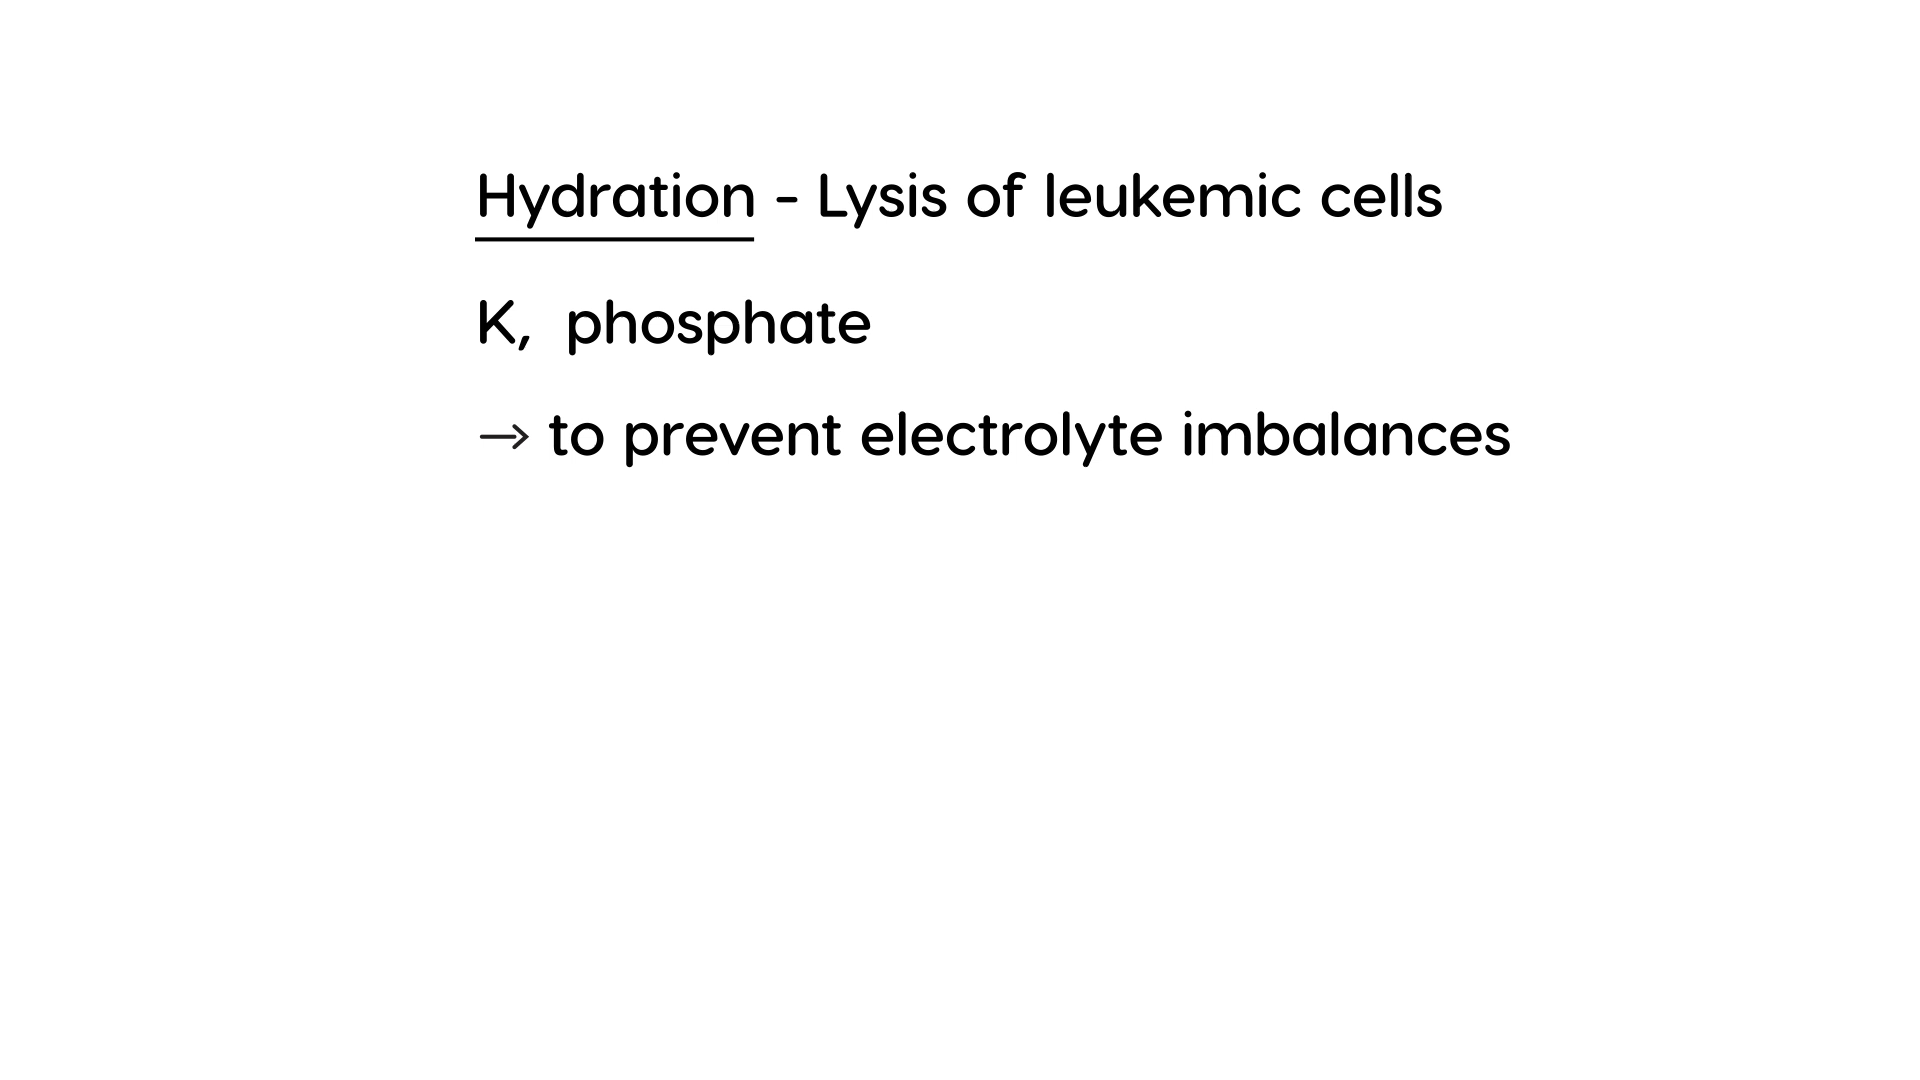 Hydration - Lysis of leukemic cells
K, phosphate
→ to prevent electrolyte imbalances